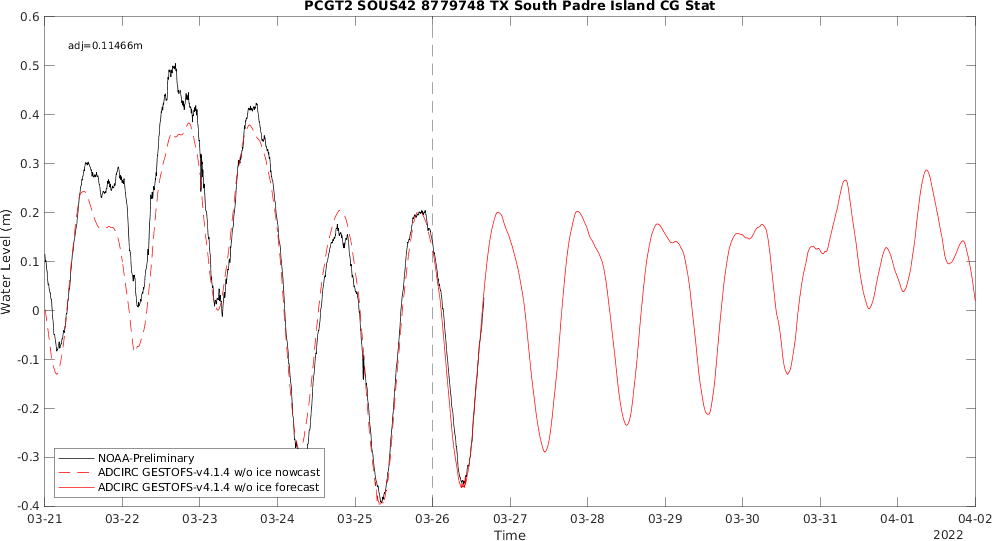 PCGT2 SOUS42 8779748 TX South Padre Island CG Stat
adj=0.11466m
0.6
0.5
0.4
0.3
0.2
0.1
0
-0.1
-0.2
-0.3
-0.4
Water Level (m)
NOAA-Preliminary
ADCIRC GESTOFS-v4.1.4 w/o ice nowcast
ADCIRC GESTOFS-v4.1.4 w/o ice forecast
03-21 03-22 03-23 03-24 03-25 03-26 03-27 03-28 03-29 03-30 03-31 04-01 04-02
Time
2022